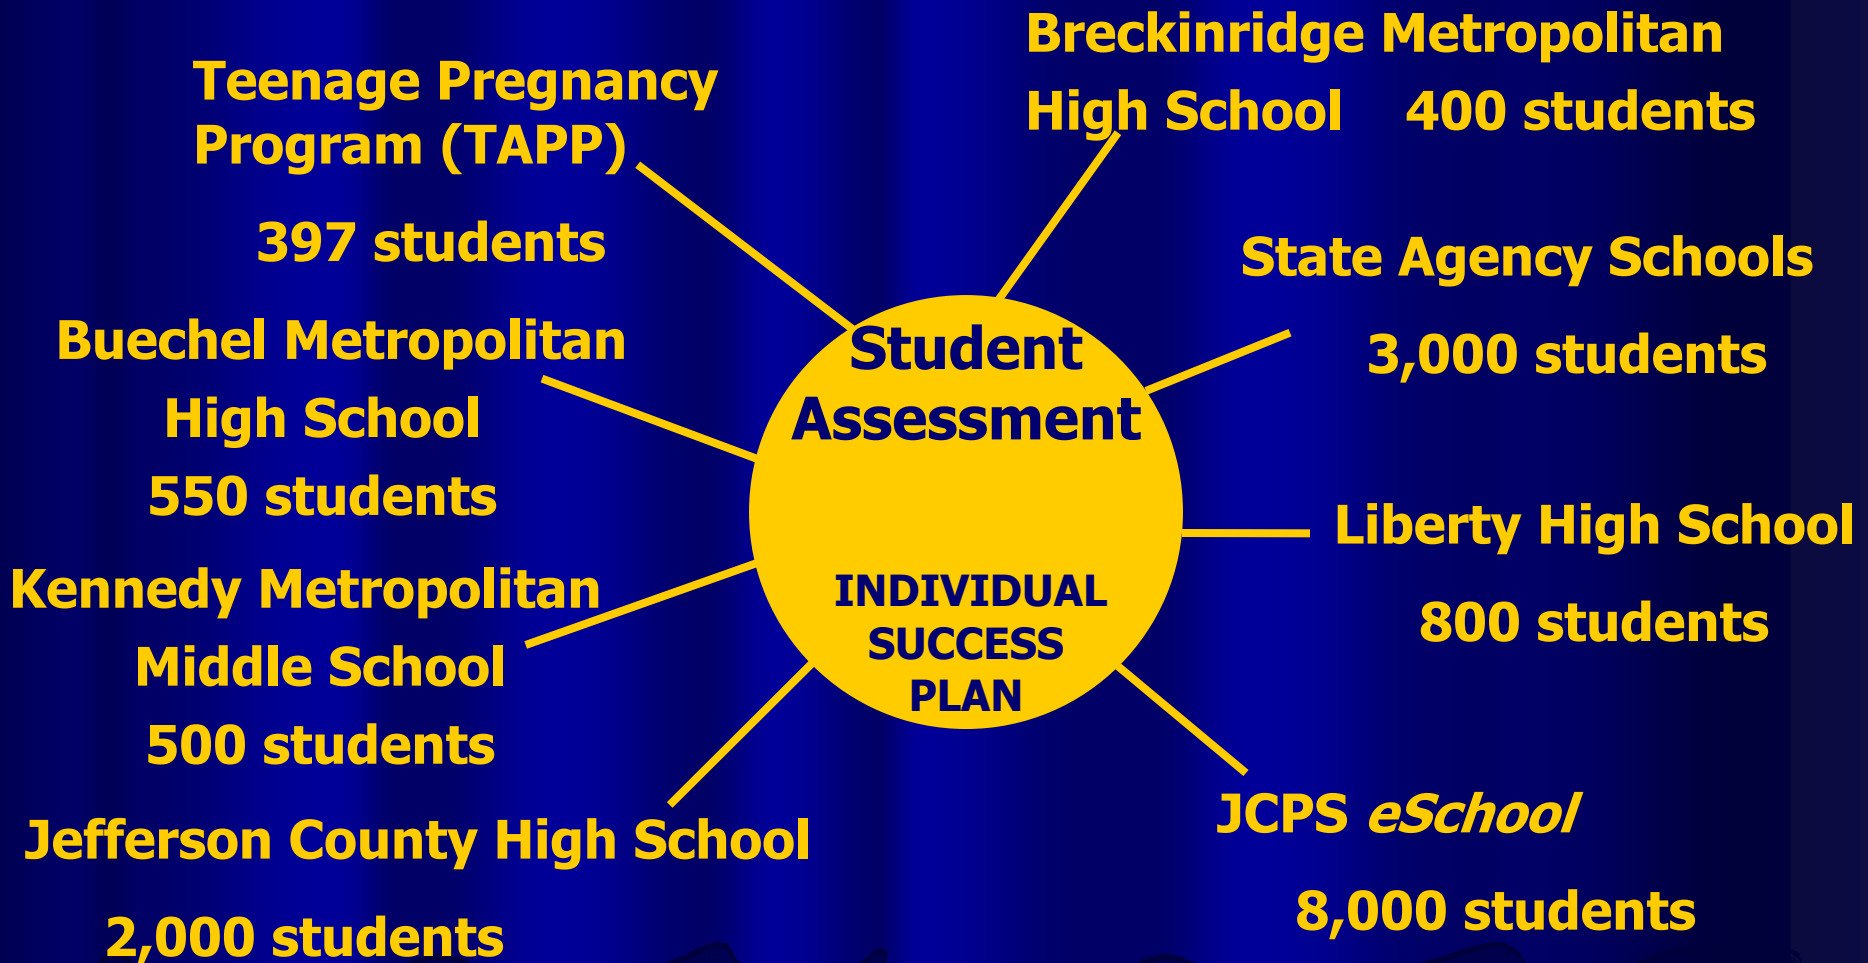 Teenage Pregnancy
Program (TAPP)
397 students
Buechel Metropolitan
High School
550 students
Kennedy Metropolitan
Middle School
500 students
Jefferson County High School
2,000 students
Student
Assessment
INDIVIDUAL
SUCCESS
PLAN
Breckinridge Metropolitan
High School 400 students
State Agency Schools
3,000 students
Liberty High School
800 students
JCPS eSchool
8,000 students